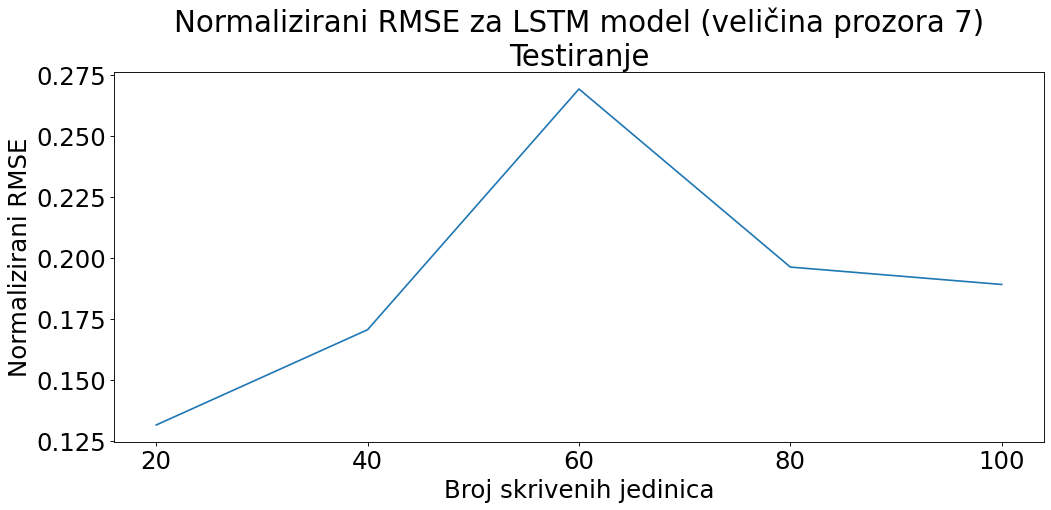 Normalizirani RMSE za LSTM model (veličina prozora 7)
Testiranje
Normalizirani RMSE
0.275
0.250
0.225
0.200
0.175
0.150
0.125
20 40 60 80 100
Broj skrivenih jedinica